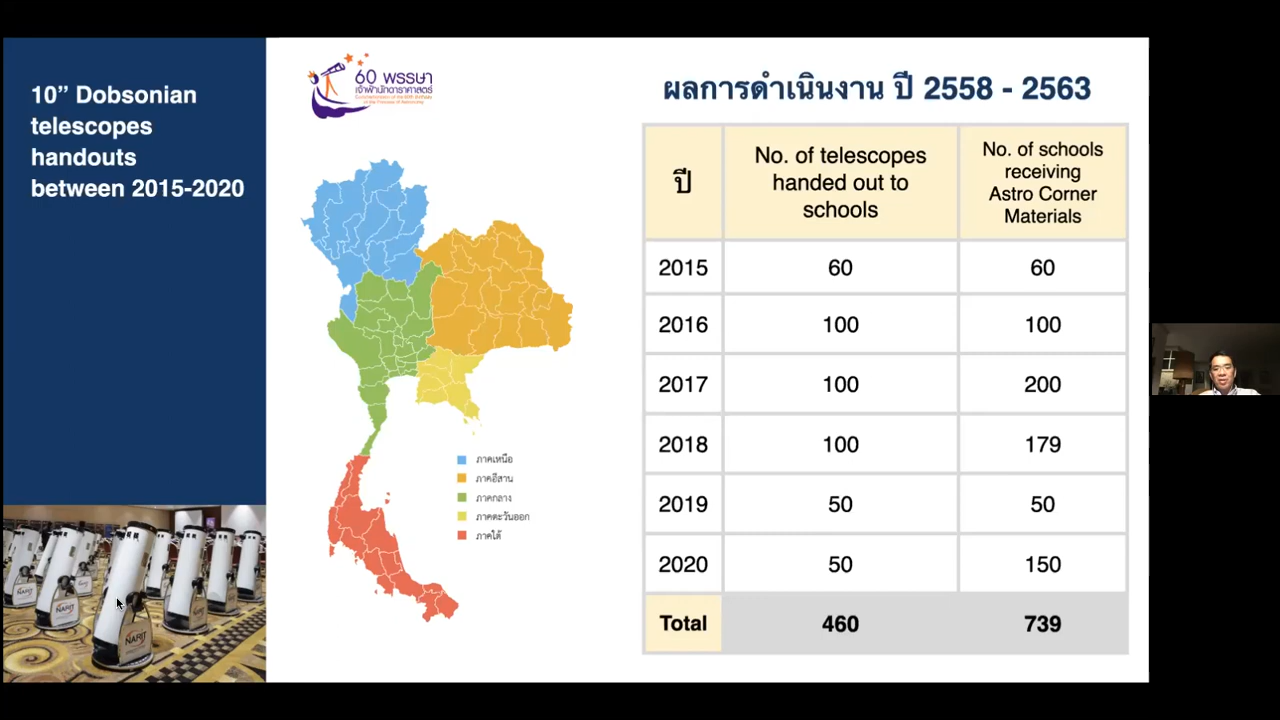 10” Dobsonian
telescopes
handouts
between 2015-2020
60 พรรษา
เจ้าฟ้านักดาราศาสตร์
ผลการดำเนินงาน ปี 2558 - 2563
ปี
No. of telescopes
handed out to
schools
No. of schools
receiving
Astro Corner
Materials
2015 60 60
2016 100 100
2017 100 200
2018 100 179
2019 50 50
2020 50 150
Total 460 739
ภาคเหนือ
ภาคอีสาน
ภาคกลาง
ภาคตะวันออก
ภาคใต้
NARIT
NARIT